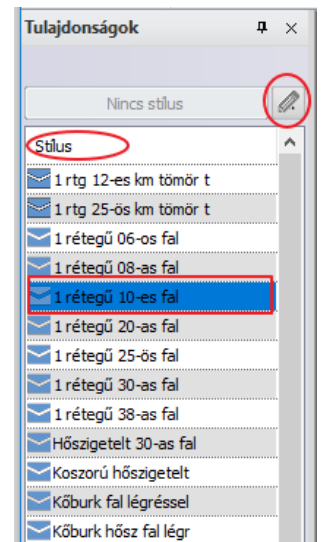 Tulajdonságok
Nincs stílus
Stílus
1 rtg 12-es km tömör t
1 rtg 25-ös km tömör t
1 rétegű 06-os fal
1 rétegű 08-as fal
1 rétegű 10-es fal
1 rétegű 20-as fal
1 rétegű 25-ös fal
1 rétegű 30-as fal
1 rétegű 38-as fal
Hőszigetelt 30-as fal
Koszorú hőszigetelt
Kőburk fal légréssel
Kőburk hősz fal légr